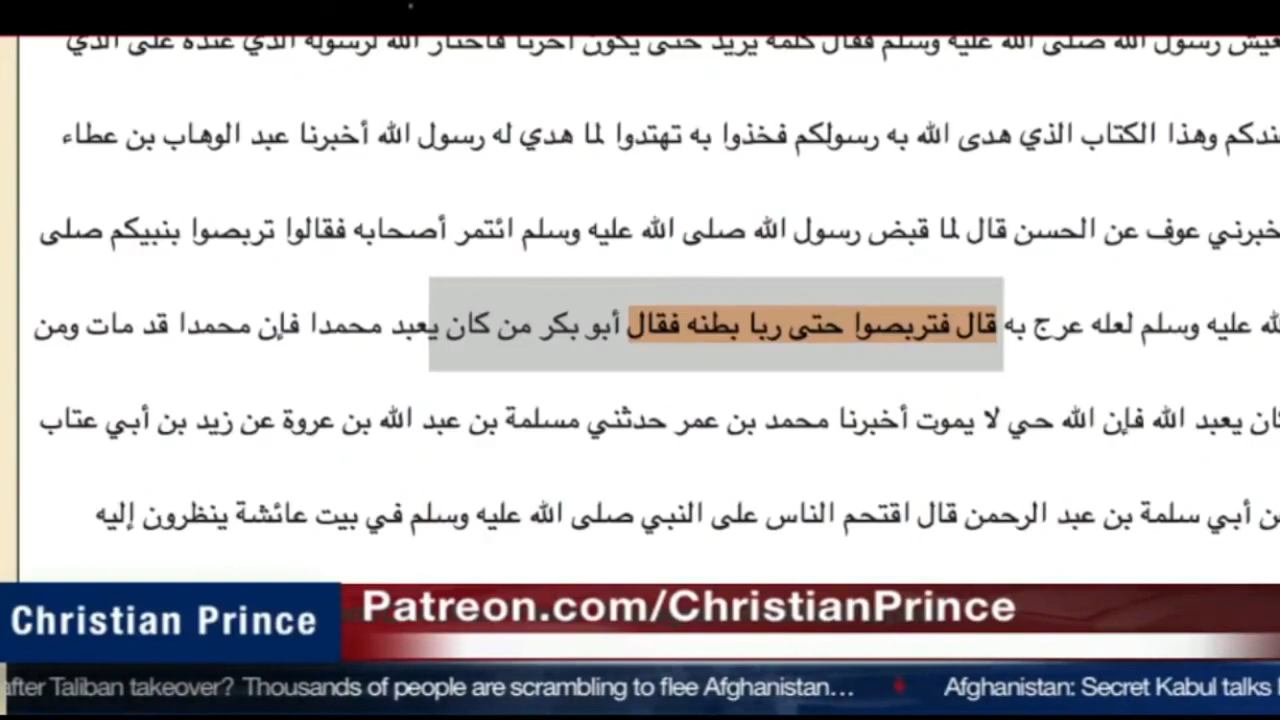 رسول الله صلى الله عليه وسلم فقال كلمة يريد حتى يكون آخرنا فاختار الله لرسوله الذي عنده على الذي
وهذا الكتاب الذي هدى الله به رسولكم فخذوا به تهتدوا لما هدي له رسول الله أخبرنا عبد الوهاب بن عطاء
عوف عن الحسن قال لما قبض رسول الله صلى الله عليه وسلم ائتمر أصحابه فقالوا تربصوا بنبيكم صلى
عليه وسلم لعله عرج به قال فتربصوا حتى ربا بطنه فقال أبو بكر من كان يعبد محمدا فإن محمدا قد مات ومن
يعبد الله فإن الله حي لا يموت أخبرنا محمد بن عمر حدثني مسلمة بن عبد الله بن عروة عن زيد بن أبي عتاب
أبي سلمة بن عبد الرحمن قال اقتحم الناس على النبي صلى الله عليه وسلم في بيت عائشة ينظرون إليه
Patreon.com/ChristianPrince
Christian Prince
after Taliban takeover? Thousands of people are scrambling to flee Afghanistan... Afghanistan: Secret Kabul talks